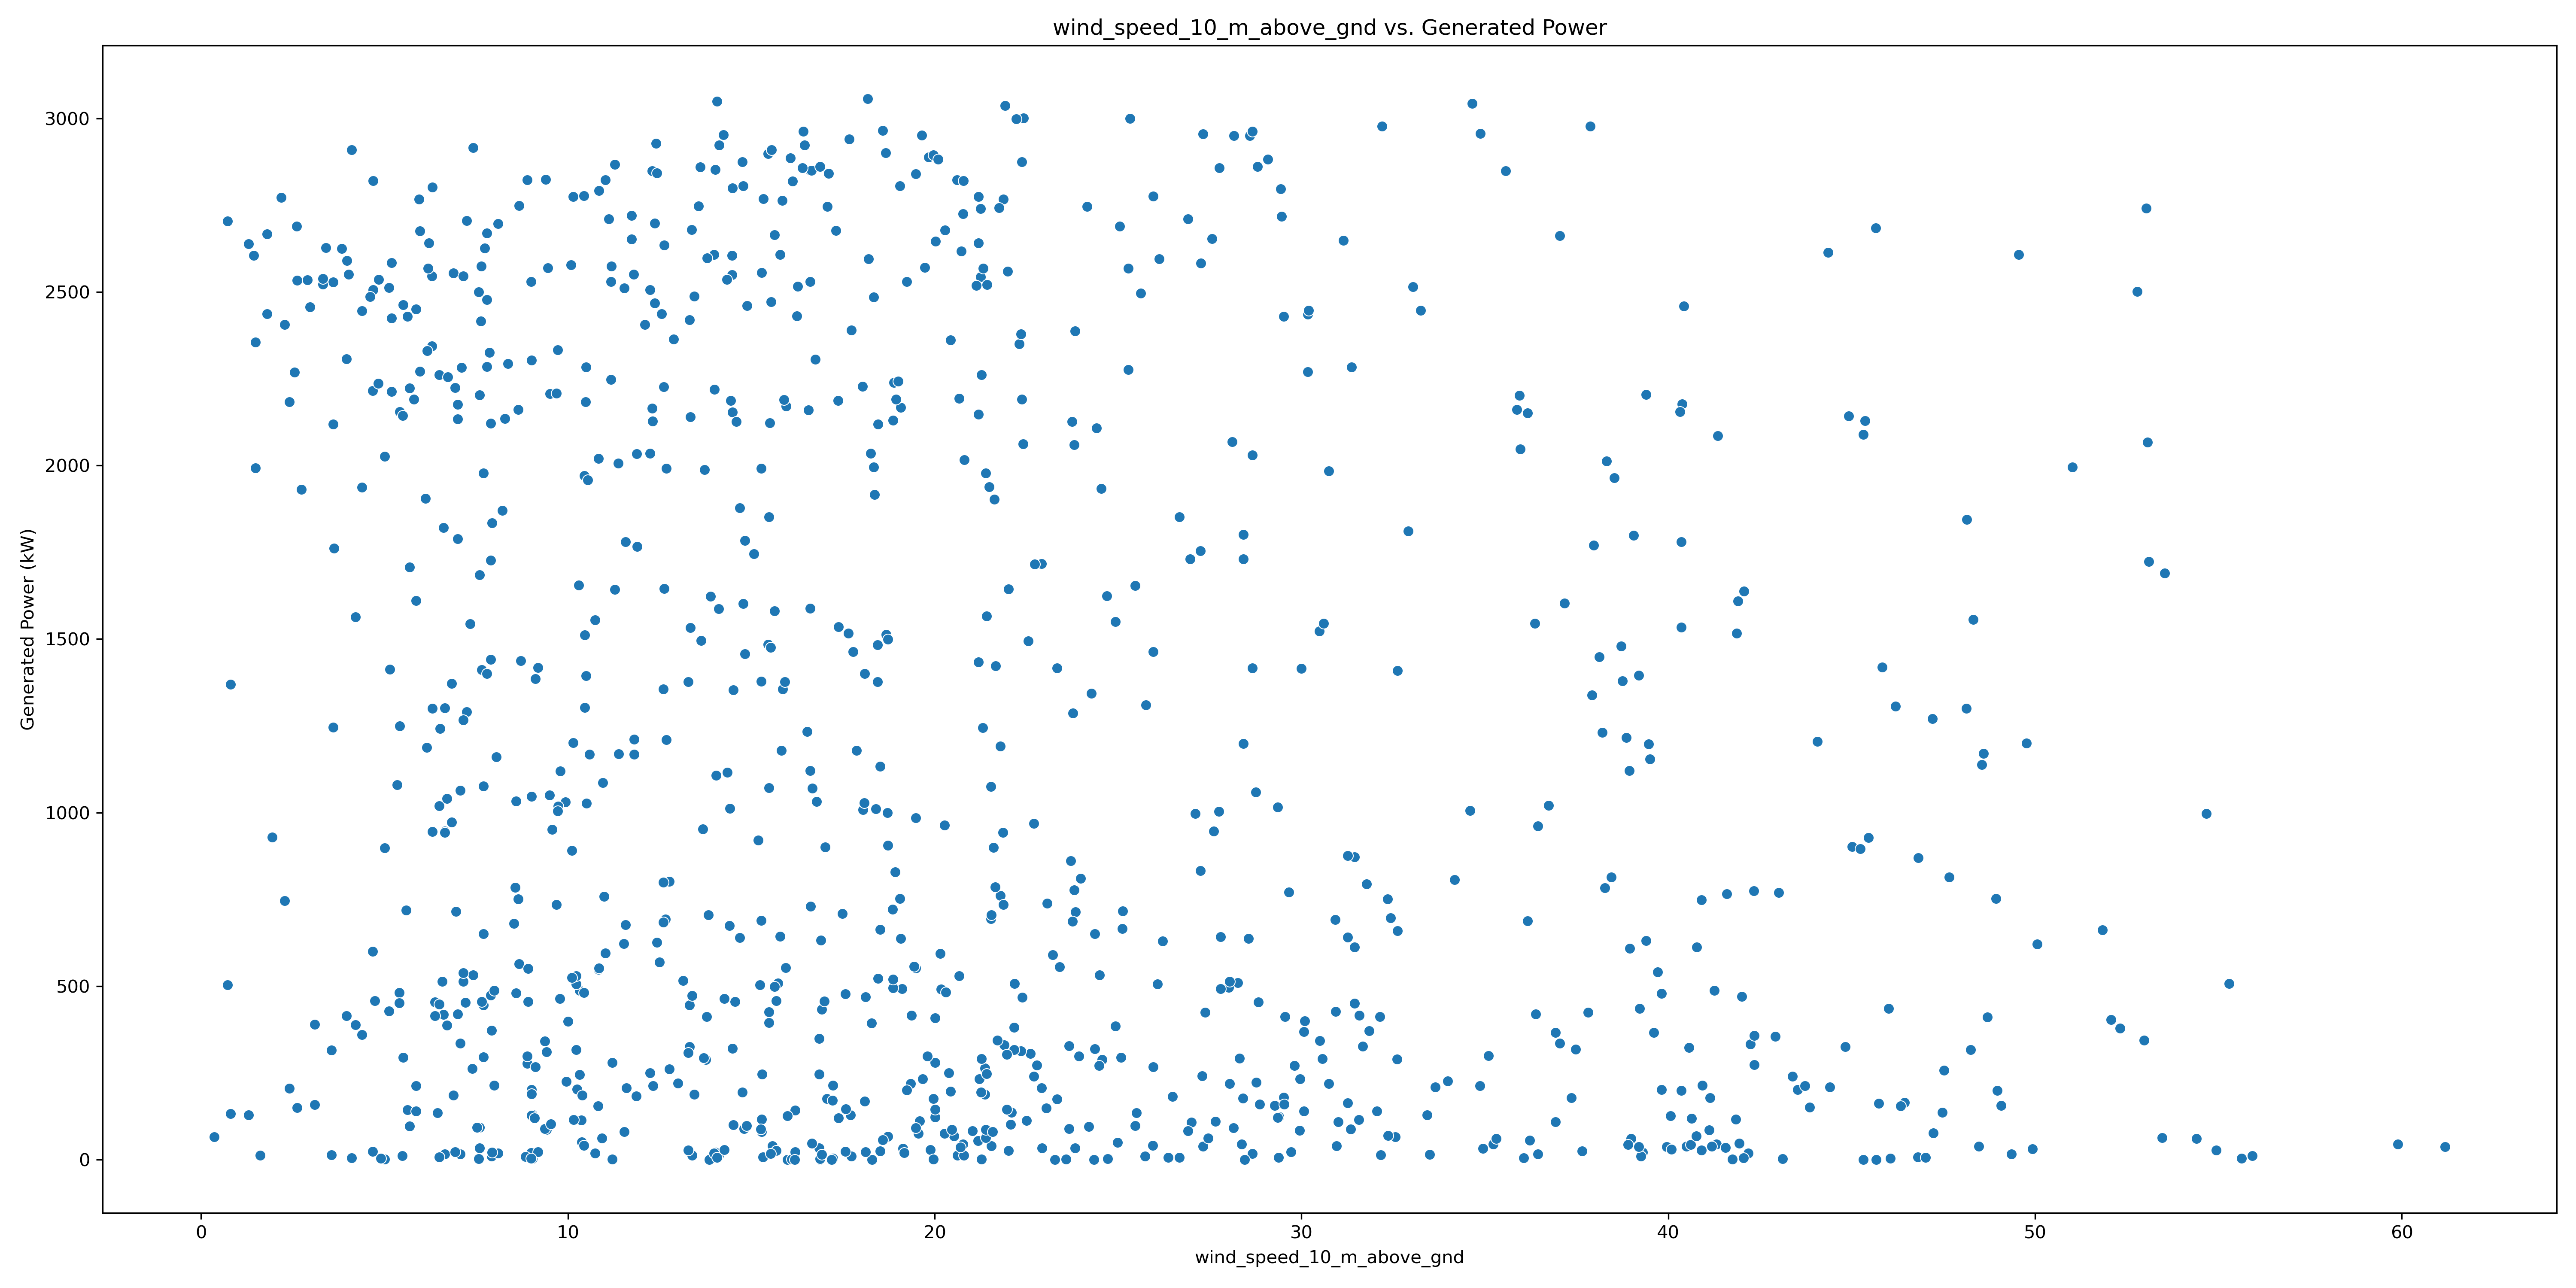 wind_speed_10_m_above_gnd vs. Generated Power
3000
2500
2000
1500
1000
500
0
Generated Power (kW)
0 10 20 30 40 50 60
wind_speed_10_m_above_gnd